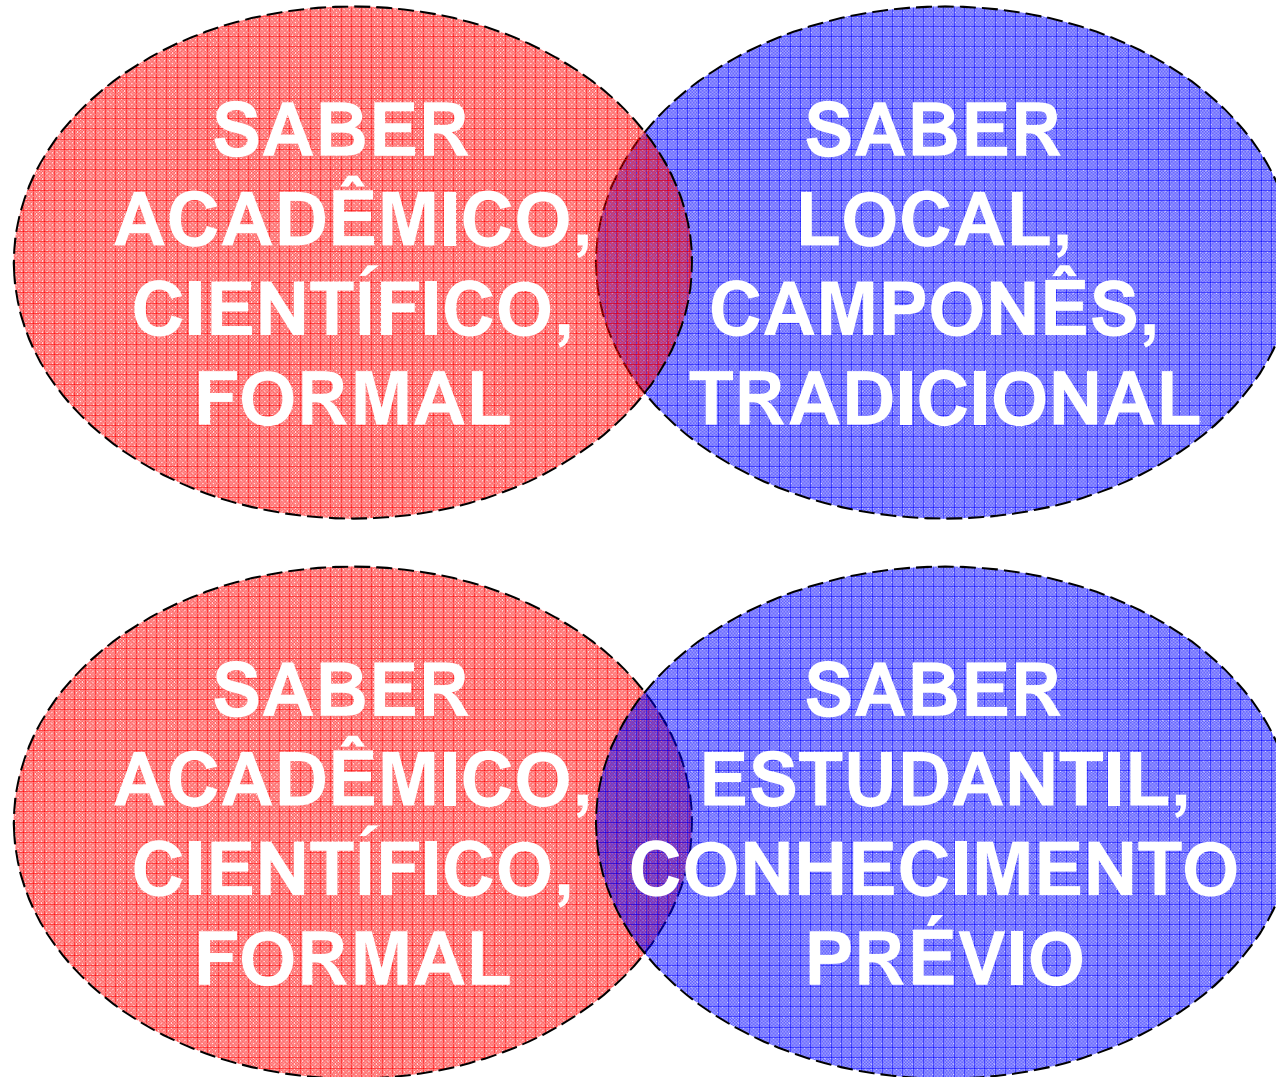 SABER
ACADÊMICO,
CIENTÍFICO,
FORMAL
SABER
LOCAL,
CAMPONÊS,
TRADICIONAL
SABER
ACADÊMICO,
CIENTÍFICO,
FORMAL
SABER
ESTUDANTIL,
CONHECIMENTO
PRÉVIO